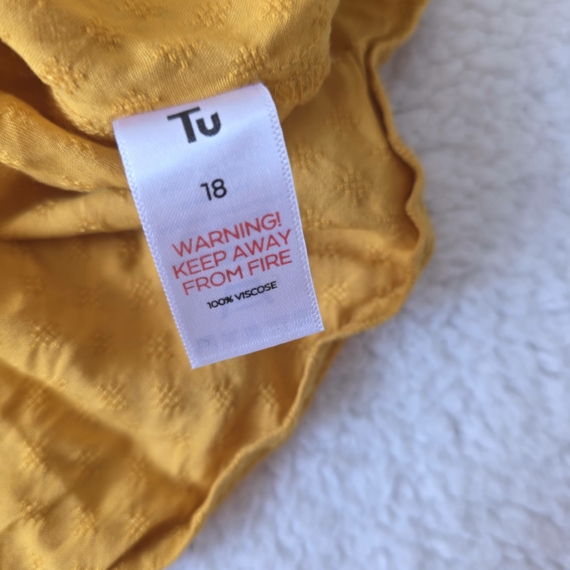 Tu
18
WARNING!
KEEP AWAY
FROM FIRE
100% VISCOSE